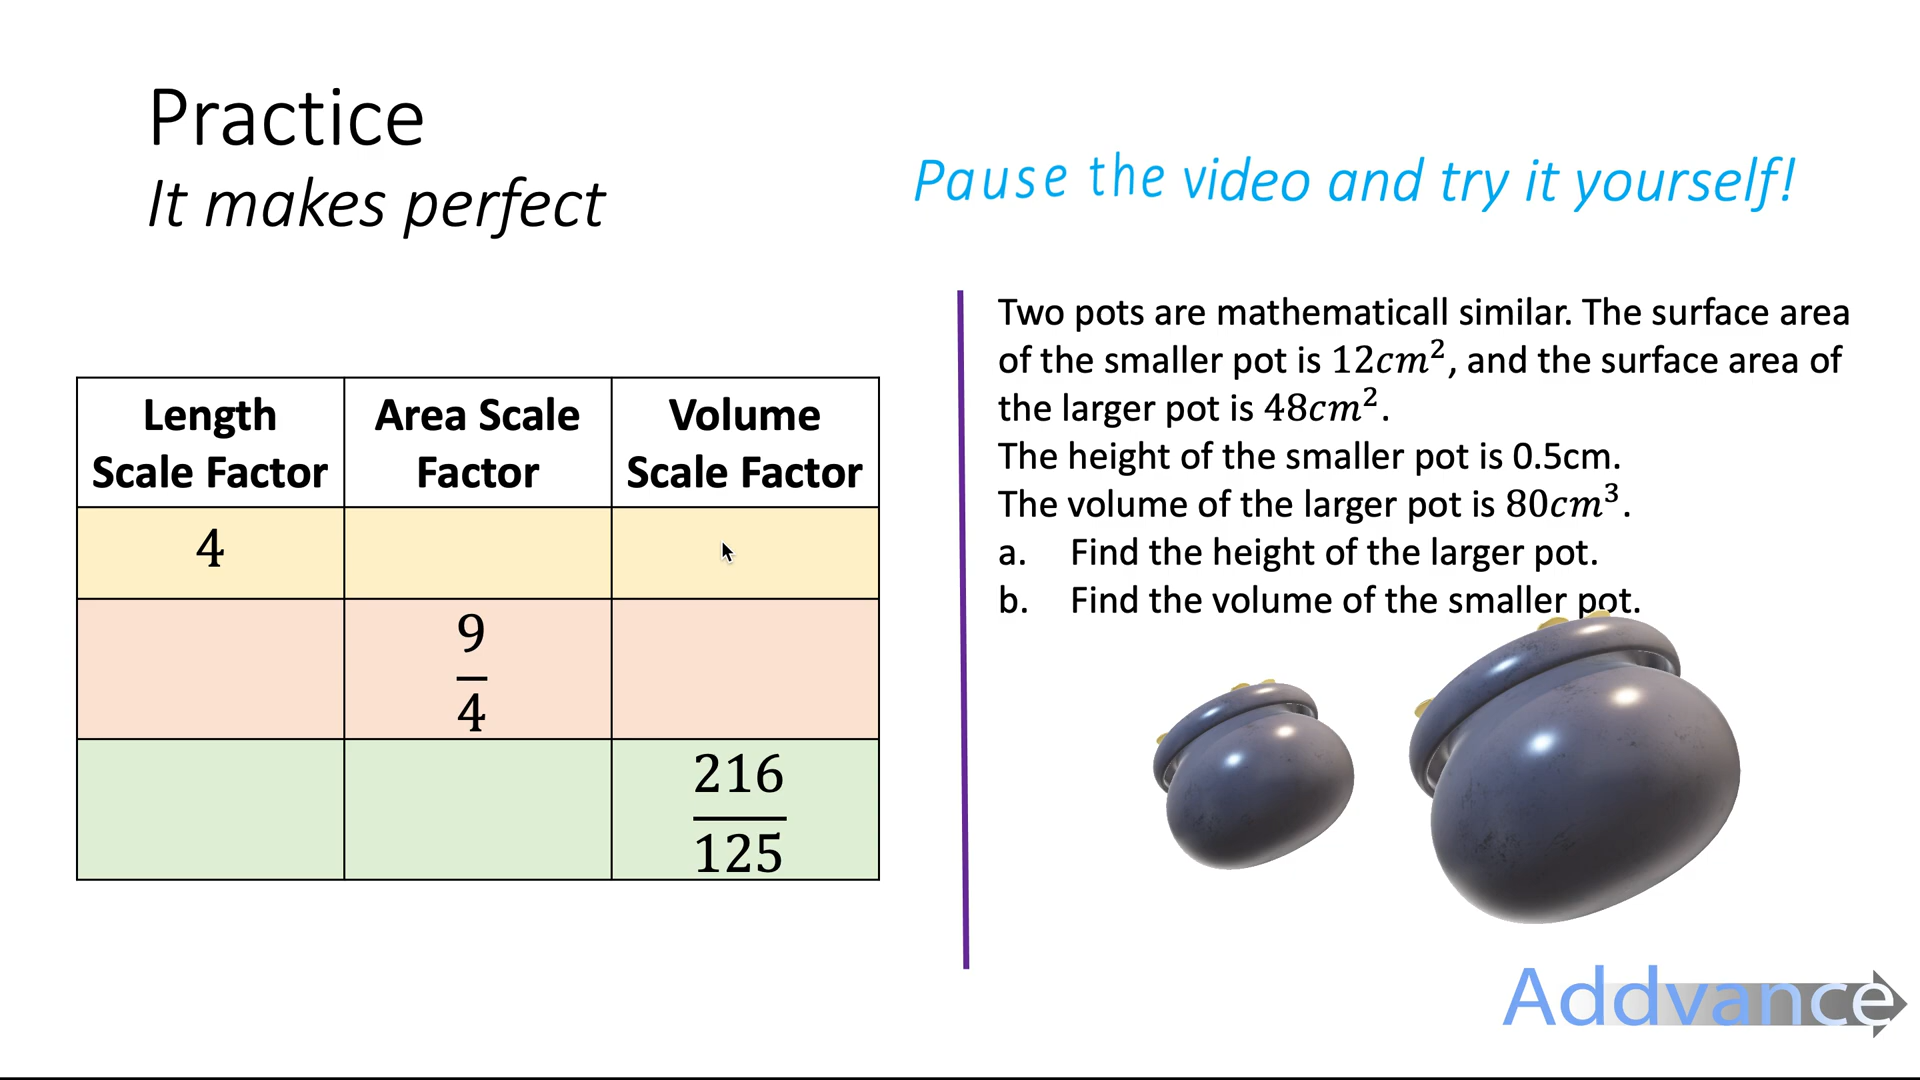 Practice
It makes perfect
Pause the video and try it yourself!
Length Scale Factor | Area Scale Factor | Volume Scale Factor
4
9/4
216/125
Two pots are mathematicall similar. The surface area
of the smaller pot is 12cm², and the surface area of
the larger pot is 48cm².
The height of the smaller pot is 0.5cm.
The volume of the larger pot is 80cm³.
a. Find the height of the larger pot.
b. Find the volume of the smaller pot.
Addvance